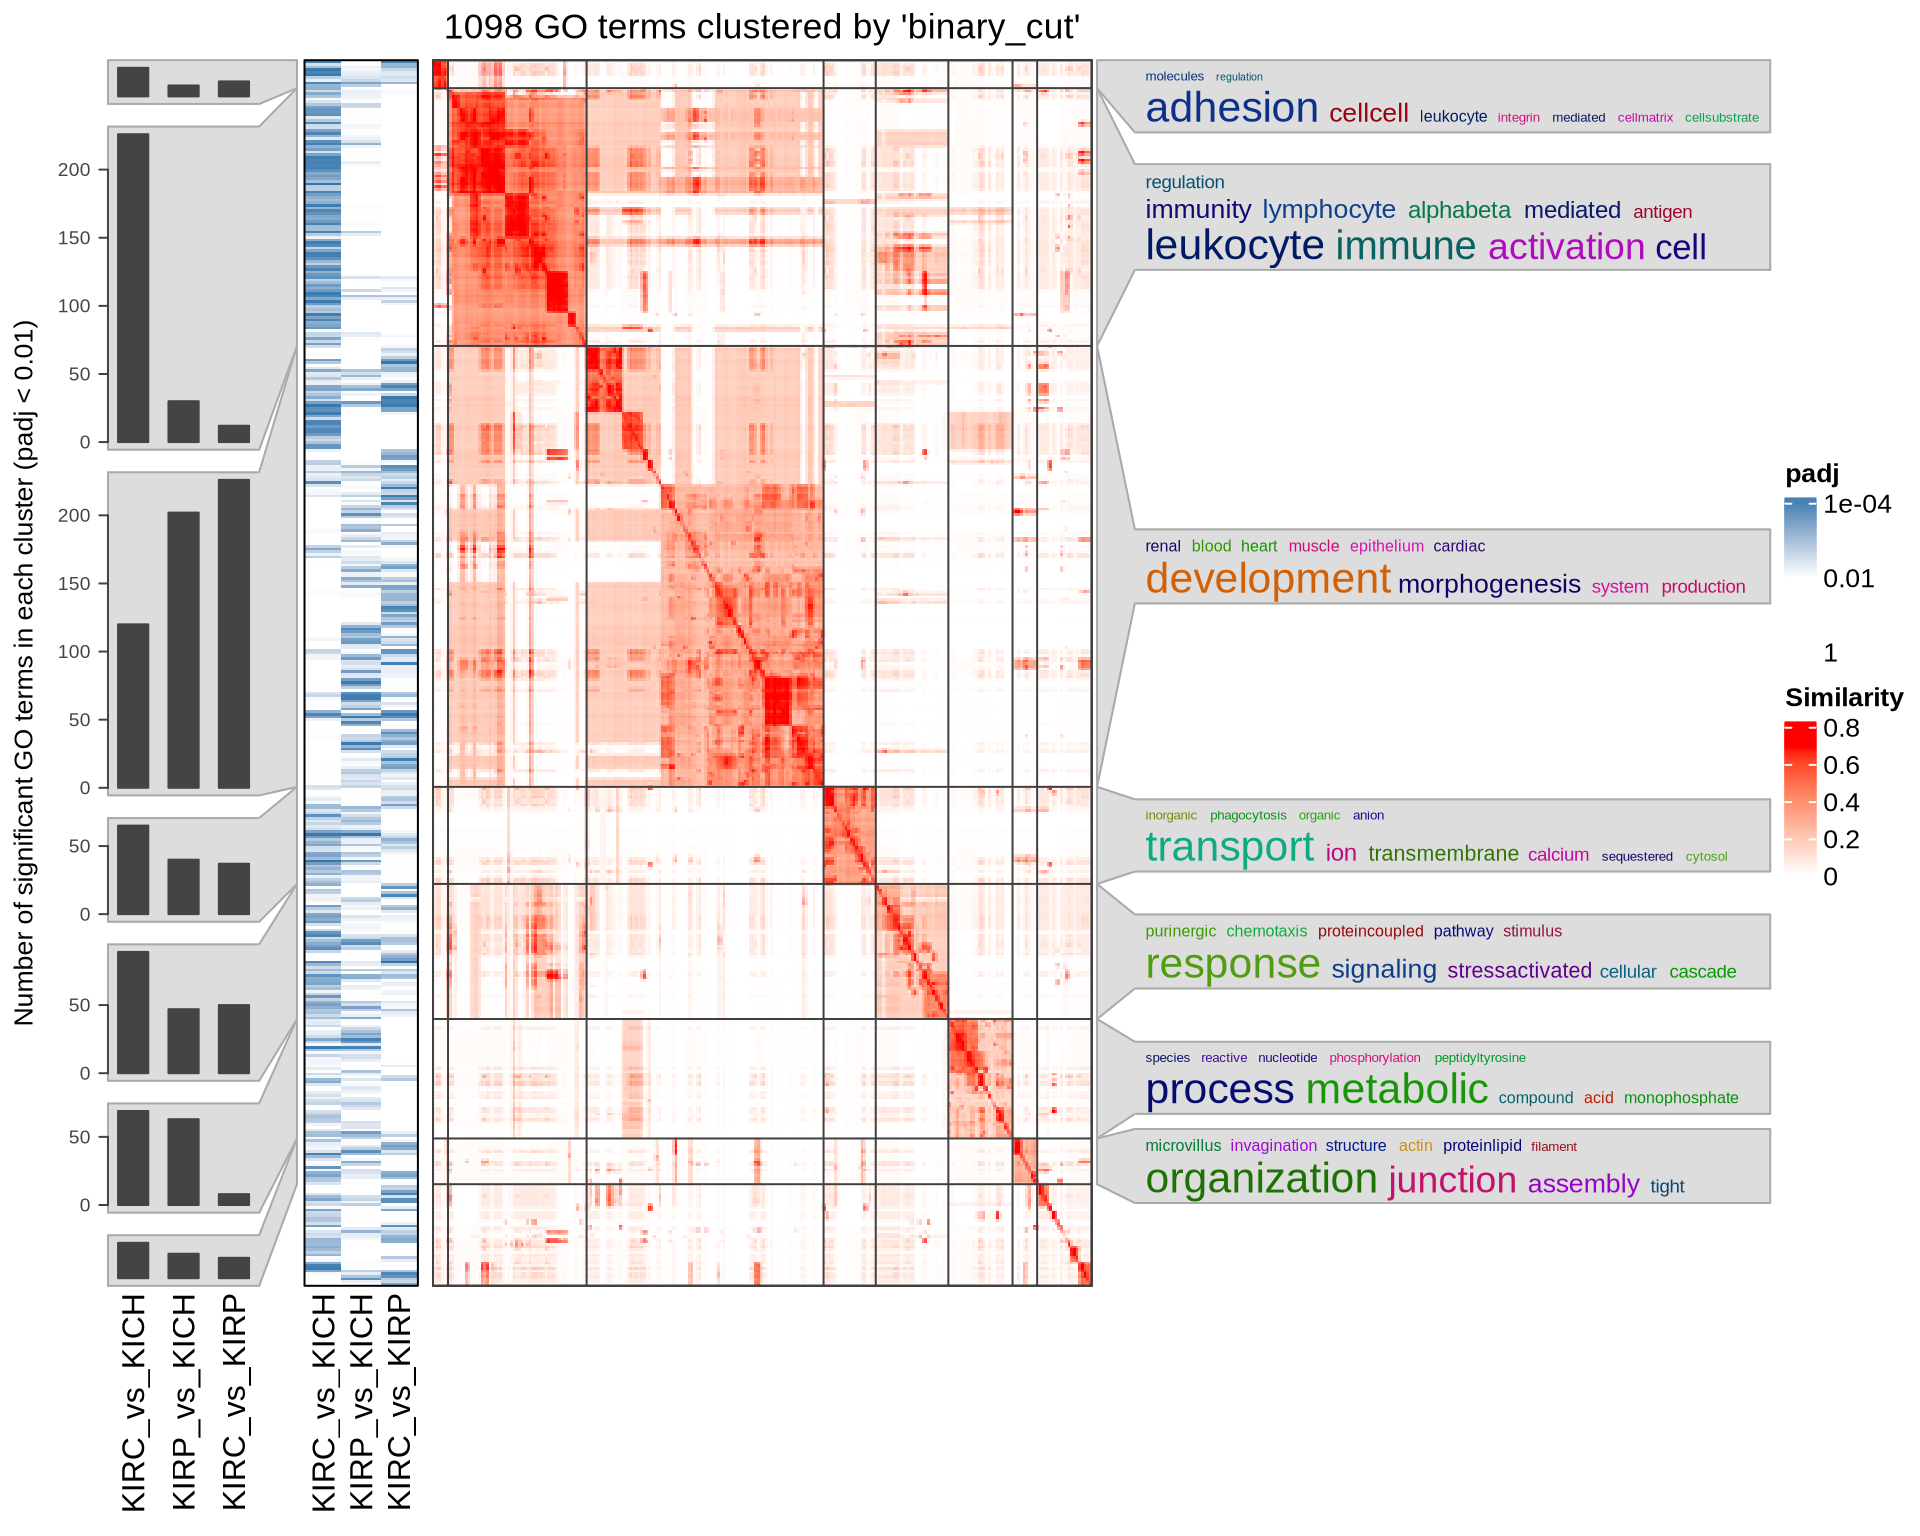 1098 GO terms clustered by 'binary_cut'
Number of significant GO terms in each cluster (padj < 0.01)
200
150
100
50
0
200
150
100
50
0
50
0
50
0
50
0
KIRC_vs_KICH
KIRP_vs_KICH
KIRC_vs_KIRP
KIRC_vs_KICH
KIRP_vs_KICH
KIRC_vs_KIRP
molecules regulation
adhesion cellcell leukocyte integrin mediated cellmatrix cellsubstrate
regulation
immunity lymphocyte alphabeta mediated antigen
leukocyte immune activation cell
renal blood heart muscle epithelium cardiac
development morphogenesis system production
inorganic phagocytosis organic anion
transport ion transmembrane calcium sequestered cytosol
purinergic chemotaxis proteincoupled pathway stimulus
response signaling stressactivated cellular cascade
species reactive nucleotide phosphorylation peptidyltyrosine
process metabolic compound acid monophosphate
microvillus invagination structure actin proteinlipid filament
organization junction assembly tight
padj
1e-04
0.01
1
Similarity
0.8
0.6
0.4
0.2
0